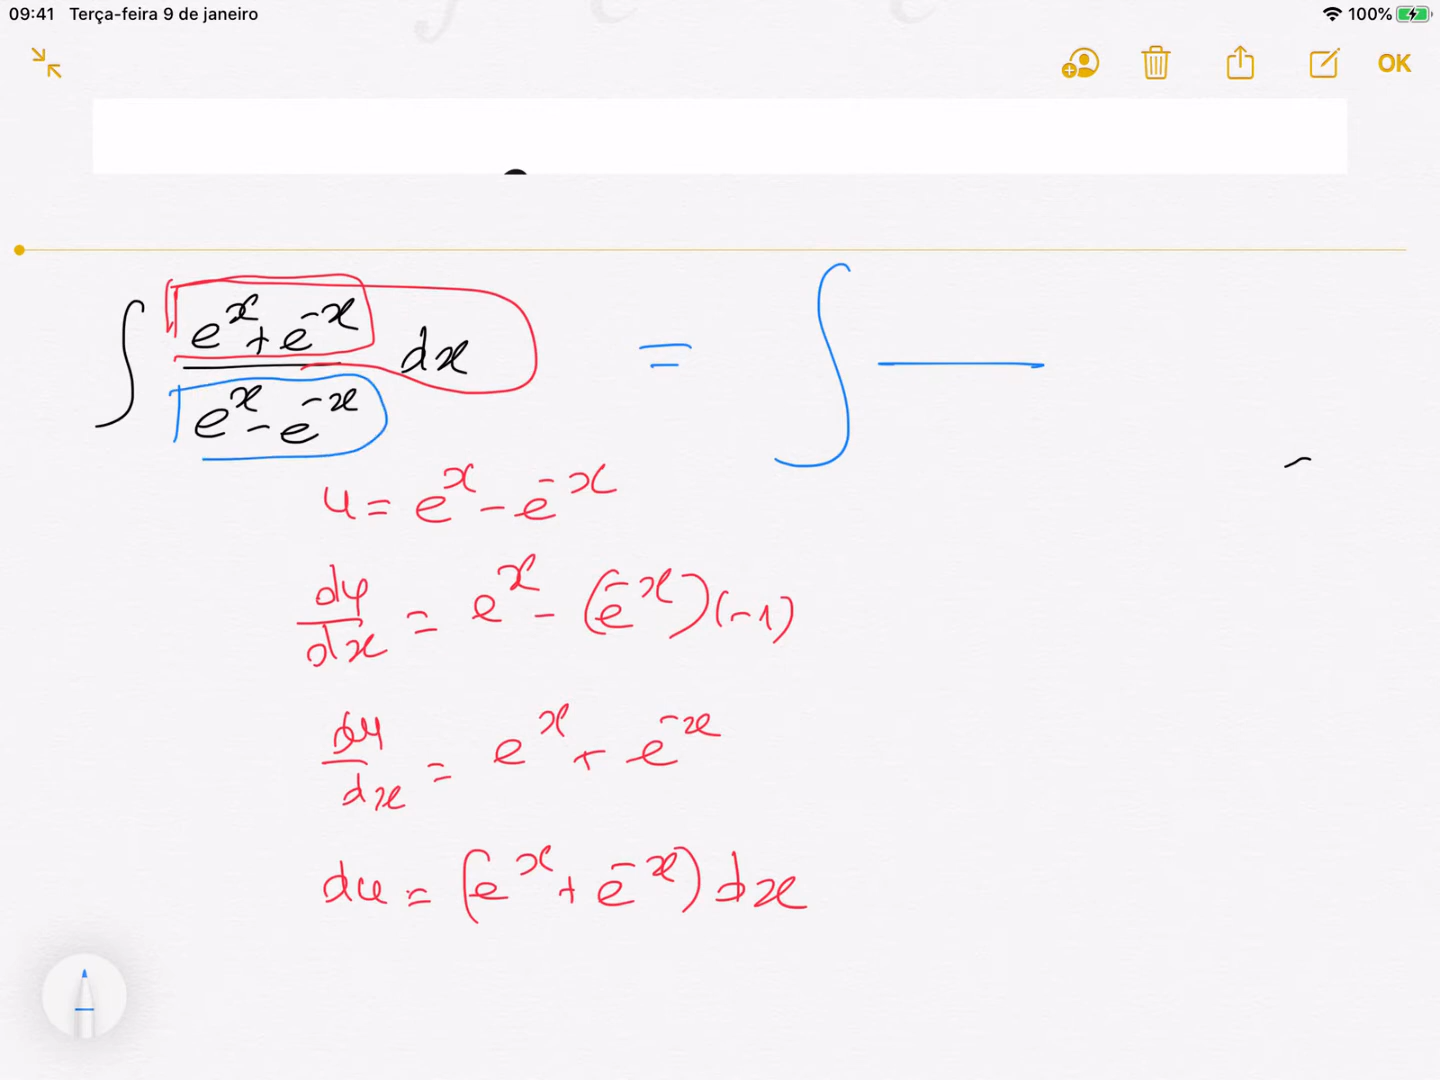 09:41 Terça-feira 9 de janeiro 100%
OK
∫ (e^x + e^-x)/(e^x - e^-x) dx = ∫ ―
u = e^x - e^-x
du/dx = e^x - (e^-x)(-1)
du/dx = e^x + e^-x
du = (e^x + e^-x) dx